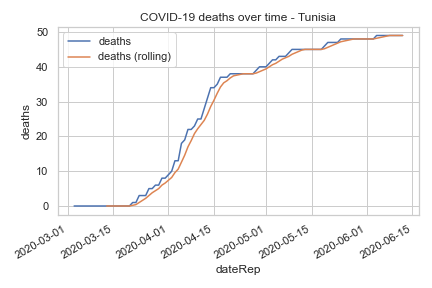 COVID-19 deaths over time - Tunisia
deaths
deaths (rolling)
deaths
50
40
30
20
10
0
2020-03-01
2020-03-15
2020-04-01
2020-04-15
2020-05-01
2020-05-15
2020-06-01
2020-06-15
dateRep